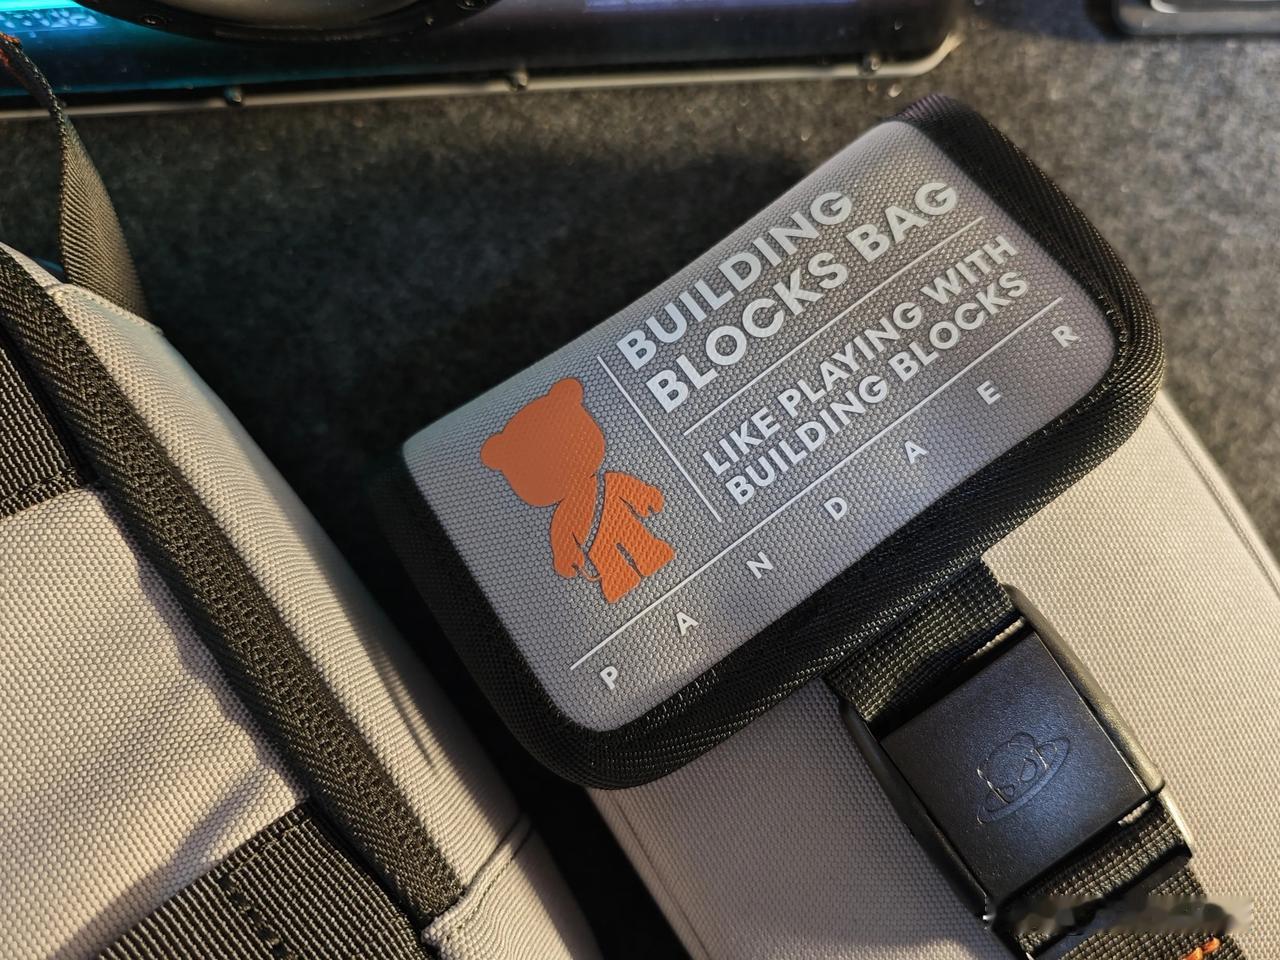 BUILDING
BLOCKS BAG
LIKE PLAYING WITH
BUILDING BLOCKS
PANDAER